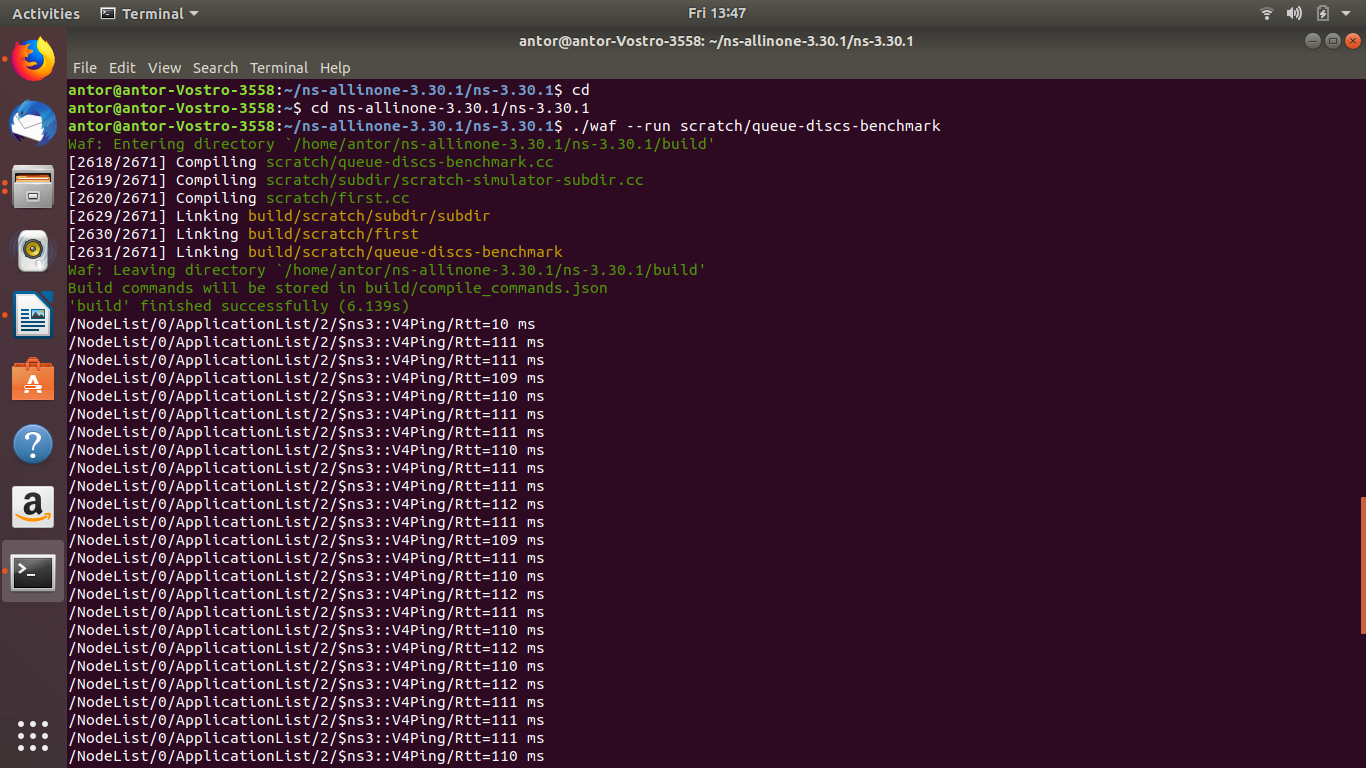 Activities Terminal Fri 13:47
antor@antor-Vostro-3558: ~/ns-allinone-3.30.1/ns-3.30.1
File Edit View Search Terminal Help
antor@antor-Vostro-3558:~/ns-allinone-3.30.1/ns-3.30.1$ cd
antor@antor-Vostro-3558:~$ cd ns-allinone-3.30.1/ns-3.30.1
antor@antor-Vostro-3558:~/ns-allinone-3.30.1/ns-3.30.1$ ./waf --run scratch/queue-discs-benchmark
Waf: Entering directory `/home/antor/ns-allinone-3.30.1/ns-3.30.1/build'
[2618/2671] Compiling scratch/queue-discs-benchmark.cc
[2619/2671] Compiling scratch/subdir/scratch-simulator-subdir.cc
[2620/2671] Compiling scratch/first.cc
[2629/2671] Linking build/scratch/subdir/subdir
[2630/2671] Linking build/scratch/first
[2631/2671] Linking build/scratch/queue-discs-benchmark
Waf: Leaving directory `/home/antor/ns-allinone-3.30.1/ns-3.30.1/build'
Build commands will be stored in build/compile_commands.json
'build' finished successfully (6.139s)
/NodeList/0/ApplicationList/2/$ns3::V4Ping/Rtt=10 ms
/NodeList/0/ApplicationList/2/$ns3::V4Ping/Rtt=111 ms
/NodeList/0/ApplicationList/2/$ns3::V4Ping/Rtt=111 ms
/NodeList/0/ApplicationList/2/$ns3::V4Ping/Rtt=109 ms
/NodeList/0/ApplicationList/2/$ns3::V4Ping/Rtt=110 ms
/NodeList/0/ApplicationList/2/$ns3::V4Ping/Rtt=111 ms
/NodeList/0/ApplicationList/2/$ns3::V4Ping/Rtt=111 ms
/NodeList/0/ApplicationList/2/$ns3::V4Ping/Rtt=110 ms
/NodeList/0/ApplicationList/2/$ns3::V4Ping/Rtt=111 ms
/NodeList/0/ApplicationList/2/$ns3::V4Ping/Rtt=111 ms
/NodeList/0/ApplicationList/2/$ns3::V4Ping/Rtt=112 ms
/NodeList/0/ApplicationList/2/$ns3::V4Ping/Rtt=111 ms
/NodeList/0/ApplicationList/2/$ns3::V4Ping/Rtt=109 ms
/NodeList/0/ApplicationList/2/$ns3::V4Ping/Rtt=111 ms
/NodeList/0/ApplicationList/2/$ns3::V4Ping/Rtt=110 ms
/NodeList/0/ApplicationList/2/$ns3::V4Ping/Rtt=112 ms
/NodeList/0/ApplicationList/2/$ns3::V4Ping/Rtt=111 ms
/NodeList/0/ApplicationList/2/$ns3::V4Ping/Rtt=110 ms
/NodeList/0/ApplicationList/2/$ns3::V4Ping/Rtt=112 ms
/NodeList/0/ApplicationList/2/$ns3::V4Ping/Rtt=110 ms
/NodeList/0/ApplicationList/2/$ns3::V4Ping/Rtt=112 ms
/NodeList/0/ApplicationList/2/$ns3::V4Ping/Rtt=111 ms
/NodeList/0/ApplicationList/2/$ns3::V4Ping/Rtt=111 ms
/NodeList/0/ApplicationList/2/$ns3::V4Ping/Rtt=111 ms
/NodeList/0/ApplicationList/2/$ns3::V4Ping/Rtt=110 ms